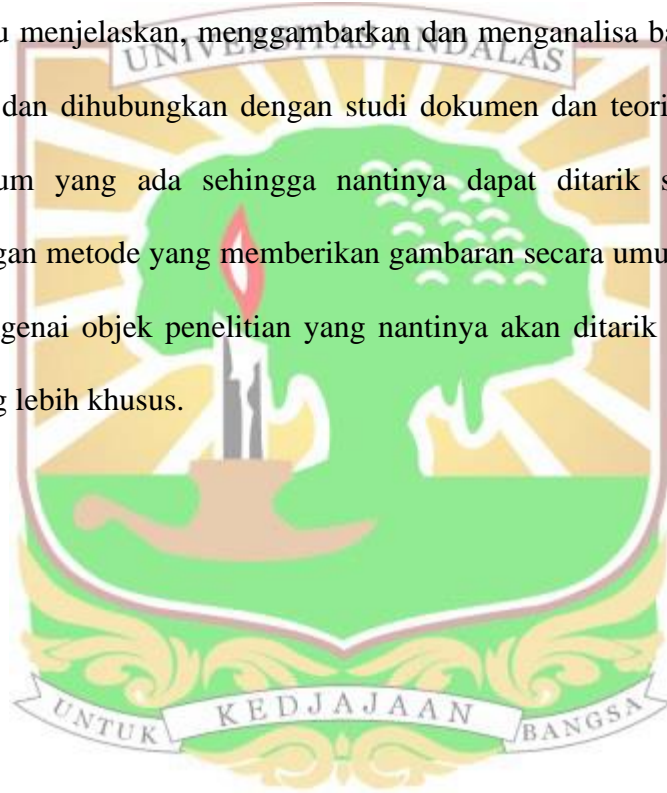 u menjelaskan, menggambarkan dan menganalisa ba
UNIVERSITAS ANDALAS
dan dihubungkan dengan studi dokumen dan teori
um yang ada sehingga nantinya dapat ditarik s
gan metode yang memberikan gambaran secara umu
genai objek penelitian yang nantinya akan ditarik
g lebih khusus.
UNTUK KEDJAJAAN BANGSA